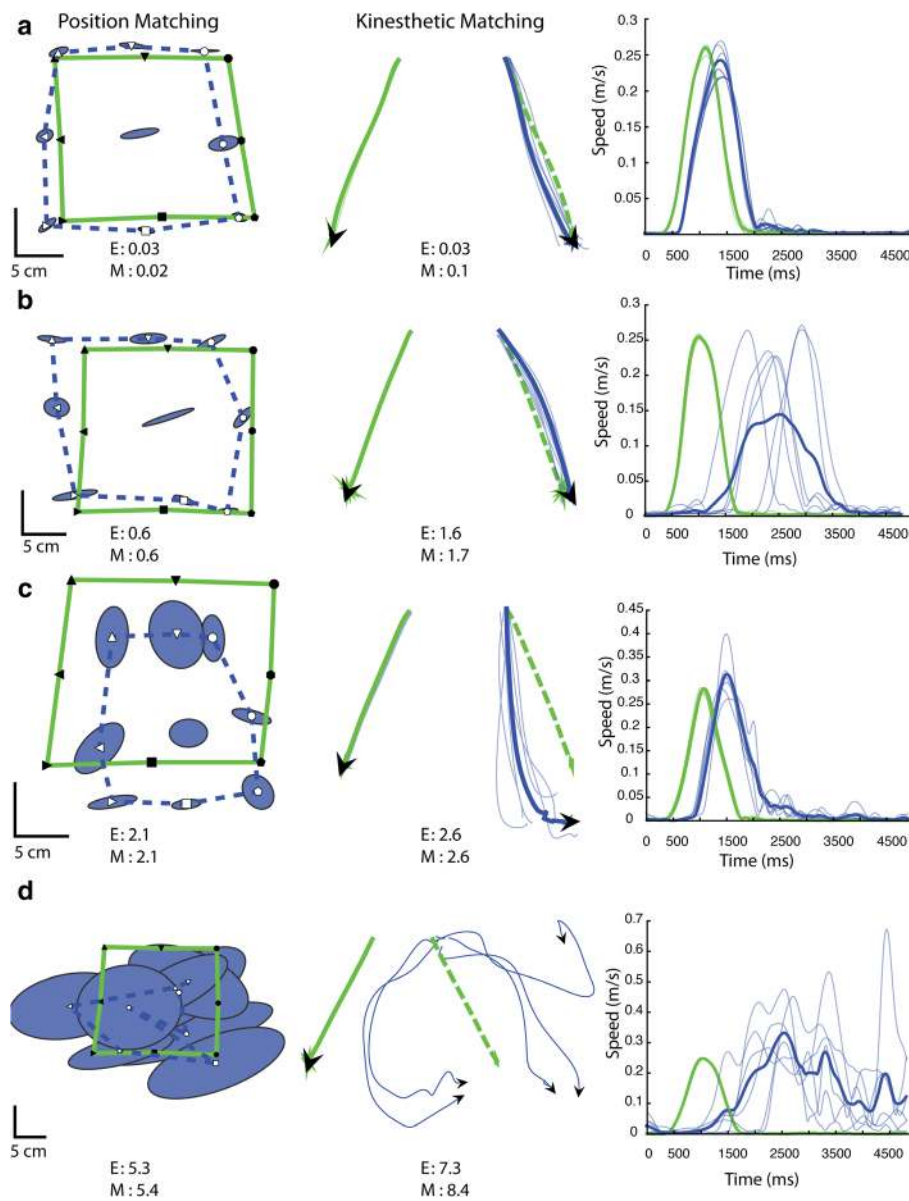 a
Position Matching
Kinesthetic Matching
5 cm
E: 0.03
M : 0.02
E: 0.03
M : 0.1
Speed (m/s)
0.3
0.25
0.2
0.15
0.1
0.05
0 500 1500 2500 3500 4500
Time (ms)
b
5 cm
E: 0.6
M : 0.6
E: 1.6
M : 1.7
Speed (m/s)
0.3
0.25
0.2
0.15
0.1
0.05
0
0 500 1500 2500 3500 4500
Time (ms)
c
5 cm
E: 2.1
M : 2.1
E: 2.6
M : 2.6
Speed (m/s)
0.45
0.4
0.35
0.3
0.25
0.2
0.15
0.1
0.05
0
0 500 1500 2500 3500 4500
Time (ms)
d
5 cm
E: 5.3
M : 5.4
E: 7.3
M : 8.4
Speed (m/s)
0.7
0.6
0.5
0.4
0.3
0.2
0.1
0
0 500 1500 2500 3500 4500
Time (ms)